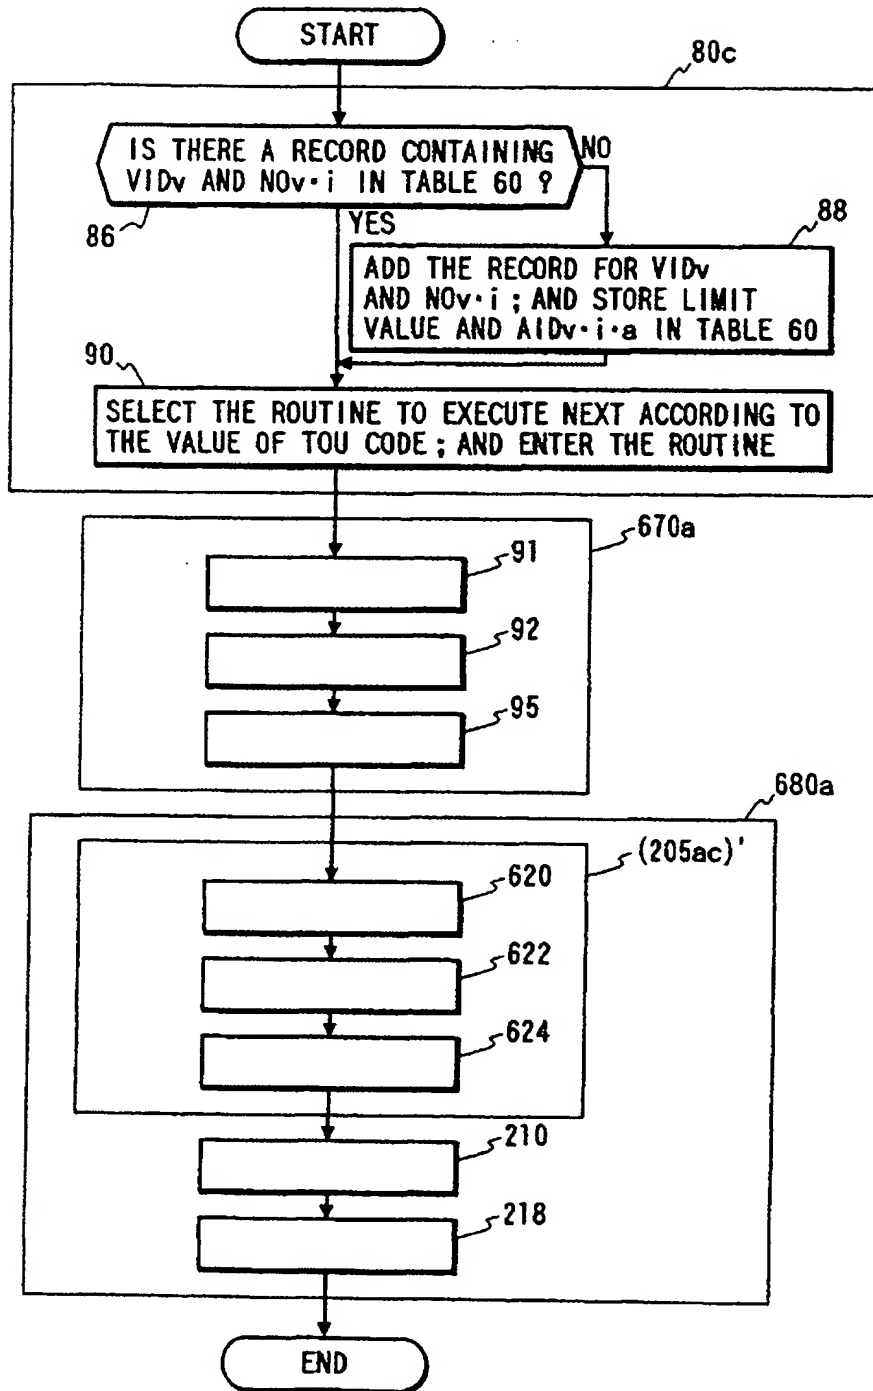 START
80c
IS THERE A RECORD CONTAINING
VIDv AND NOv·i IN TABLE 60 ?
NO
86
YES
88
ADD THE RECORD FOR VIDv
AND NOv·i ; AND STORE LIMIT
VALUE AND AIDv·i·a IN TABLE 60
90
SELECT THE ROUTINE TO EXECUTE NEXT ACCORDING TO
THE VALUE OF TOU CODE ; AND ENTER THE ROUTINE
670a
91
92
95
680a
(205ac)'
620
622
624
210
218
END